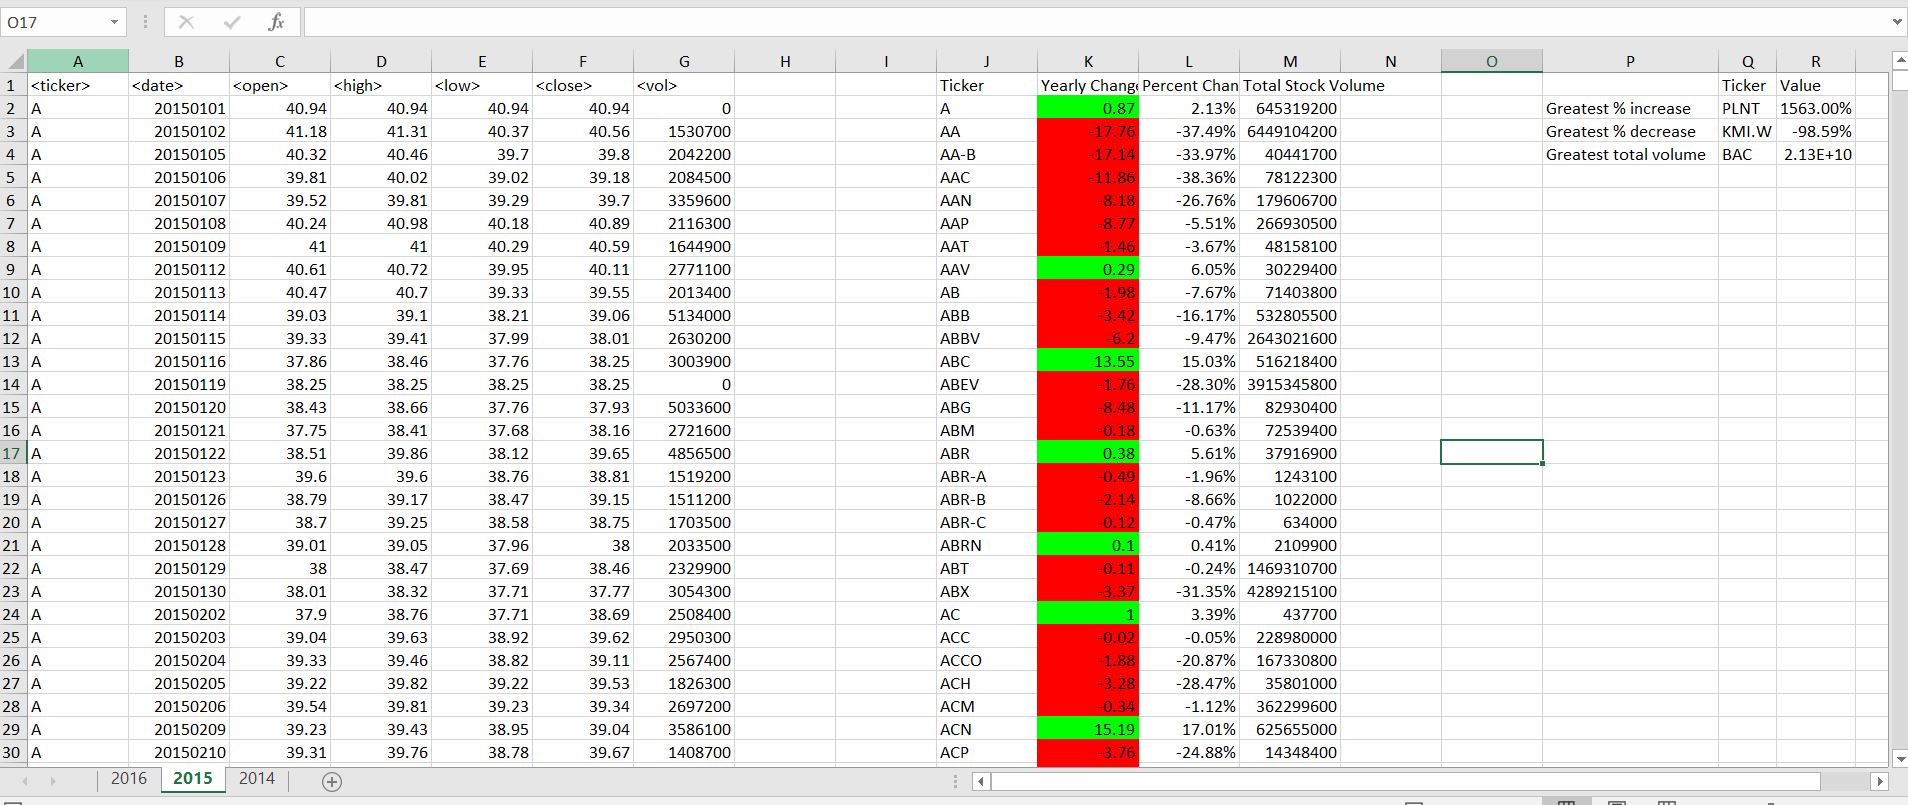 O17 fx
A B C D E F G H I J K L M N O P Q R
1 <ticker> <date> <open> <high> <low> <close> <vol> Ticker Yearly Chang Percent Chan Total Stock Volume Ticker Value
2 A 20150101 40.94 40.94 40.94 40.94 0 A 0.87 2.13% 645319200 Greatest % increase PLNT 1563.00%
3 A 20150102 41.18 41.31 40.37 40.56 1530700 AA -17.76 -37.49% 6449104200 Greatest % decrease KMI.W -98.59%
4 A 20150105 40.32 40.46 39.7 39.8 2042200 AA-B -17.14 -33.97% 40441700 Greatest total volume BAC 2.13E+10
5 A 20150106 39.81 40.02 39.02 39.18 2084500 AAC -11.86 -38.36% 78122300
6 A 20150107 39.52 39.81 39.29 39.7 3359600 AAN -8.18 -26.76% 179606700
7 A 20150108 40.24 40.98 40.18 40.89 2116300 AAP -8.77 -5.51% 266930500
8 A 20150109 41 41 40.29 40.59 1644900 AAT -1.46 -3.67% 48158100
9 A 20150112 40.61 40.72 39.95 40.11 2771100 AAV 0.29 6.05% 30229400
10 A 20150113 40.47 40.7 39.33 39.55 2013400 AB -1.98 -7.67% 71403800
11 A 20150114 39.03 39.1 38.21 39.06 5134000 ABB -3.42 -16.17% 532805500
12 A 20150115 39.33 39.41 37.99 38.01 2630200 ABBV -6.2 -9.47% 2643021600
13 A 20150116 37.86 38.46 37.76 38.25 3003900 ABC 13.55 15.03% 516218400
14 A 20150119 38.25 38.25 38.25 38.25 0 ABEV -1.76 -28.30% 3915345800
15 A 20150120 38.43 38.66 37.76 37.93 5033600 ABG -8.48 -11.17% 82930400
16 A 20150121 37.75 38.41 37.68 38.16 2721600 ABM -0.18 -0.63% 72539400
17 A 20150122 38.51 39.86 38.12 39.65 4856500 ABR 0.38 5.61% 37916900
18 A 20150123 39.6 39.6 38.76 38.81 1519200 ABR-A -0.49 -1.96% 1243100
19 A 20150126 38.79 39.17 38.47 39.15 1511200 ABR-B -2.14 -8.66% 1022000
20 A 20150127 38.7 39.25 38.58 38.75 1703500 ABR-C -0.12 -0.47% 634000
21 A 20150128 39.01 39.05 37.96 38 2033500 ABRN 0.1 0.41% 2109900
22 A 20150129 38 38.47 37.69 38.46 2329900 ABT -0.11 -0.24% 1469310700
23 A 20150130 38.01 38.32 37.71 37.77 3054300 ABX -3.37 -31.35% 4289215100
24 A 20150202 37.9 38.76 37.71 38.69 2508400 AC 1 3.39% 437700
25 A 20150203 39.04 39.63 38.92 39.62 2950300 ACC -0.02 -0.05% 228980000
26 A 20150204 39.33 39.46 38.82 39.11 2567400 ACCO -1.88 -20.87% 167330800
27 A 20150205 39.22 39.82 39.22 39.53 1826300 ACH -3.28 -28.47% 35801000
28 A 20150206 39.54 39.81 39.23 39.34 2697200 ACM -0.34 -1.12% 362299600
29 A 20150209 39.23 39.43 38.95 39.04 3586100 ACN 15.19 17.01% 625655000
30 A 20150210 39.31 39.76 38.78 39.67 1408700 ACP -3.76 -24.88% 14348400
2016 2015 2014